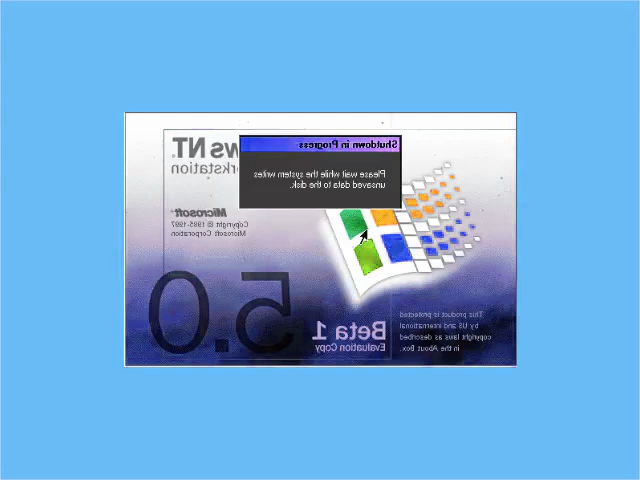 Shutdown in Progress
Please wait while the system writes
unsaved data to the disk.
ws NT
rkstation
Microsoft
Copyright © 1985-1997
Microsoft Corporation
5.0
Beta 1
Evaluation Copy
This product is protected
by US and international
copyright laws as described
in the About Box.